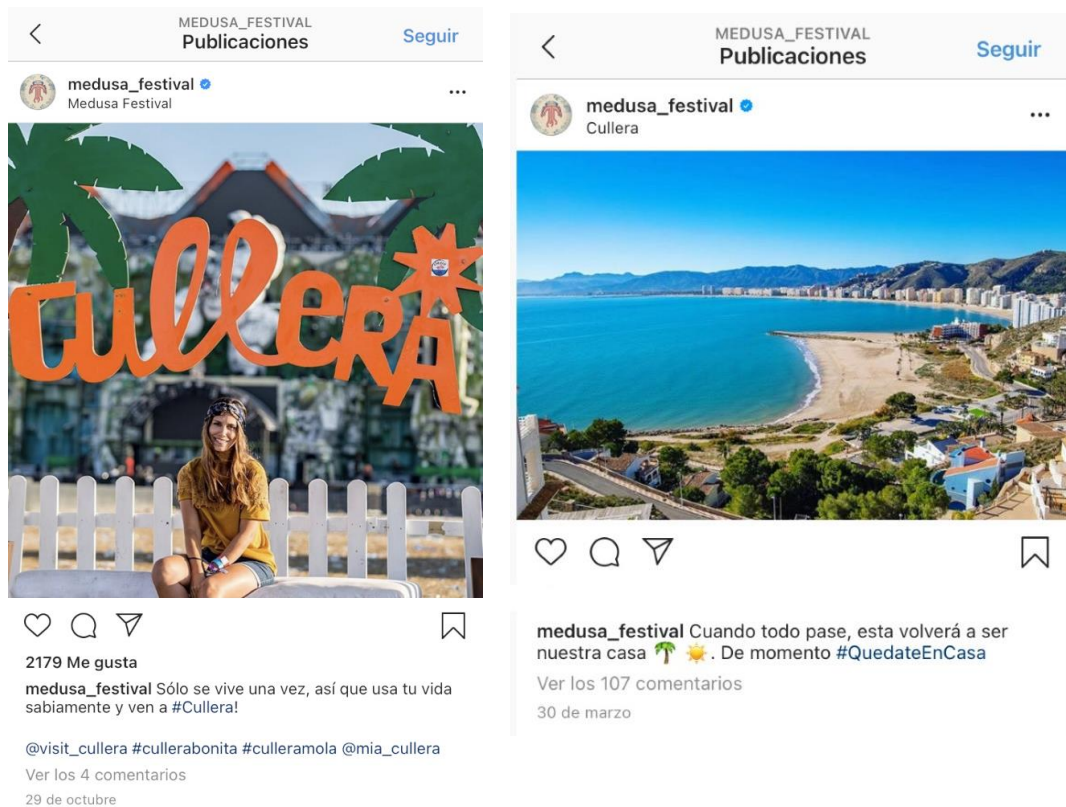 MEDUSA_FESTIVAL
Publicaciones
Seguir
medusa_festival
Medusa Festival
CullERA
2179 Me gusta
medusa_festival Sólo se vive una vez, así que usa tu vida
sabiamente y ven a #Cullera!
@visit_cullera #cullerabonita #culleramola @mia_cullera
Ver los 4 comentarios
29 de octubre
MEDUSA_FESTIVAL
Publicaciones
Seguir
medusa_festival
Cullera
medusa_festival Cuando todo pase, esta volverá a ser
nuestra casa 🌴 ☀️. De momento #QuedateEnCasa
Ver los 107 comentarios
30 de marzo